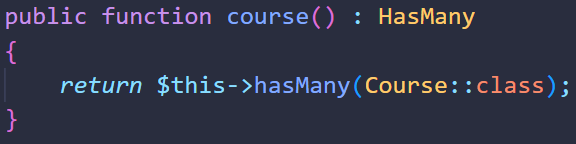 public function course() : HasMany
{
    return $this->hasMany(Course::class);
}